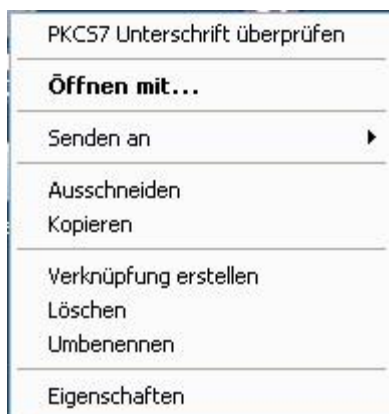 PKCS7 Unterschrift überprüfen
Öffnen mit...
Senden an
Ausschneiden
Kopieren
Verknüpfung erstellen
Löschen
Umbenennen
Eigenschaften